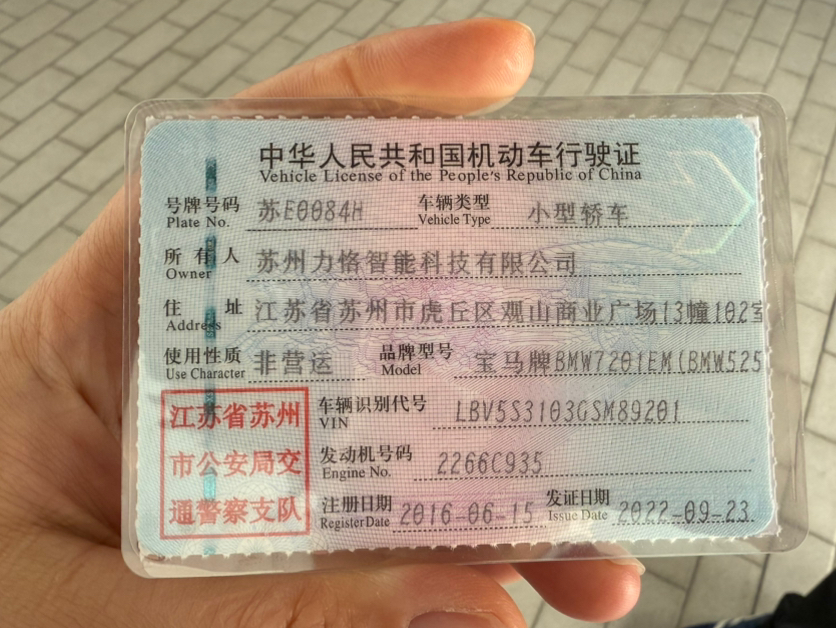 中华人民共和国机动车行驶证
Vehicle License of the People's Republic of China
号牌号码 苏E0084H 车辆类型 小型轿车
Plate No. Vehicle Type
所有人 苏州力恪智能科技有限公司
Owner
住址 江苏省苏州市虎丘区观山商业广场13幢102室
Address
使用性质 非营运 品牌型号 宝马牌BMW7201EM(BMW525
Use Character Model
江苏省苏州
市公安局交
通警察支队
车辆识别代号 LBV5S3103GSM89201
VIN
发动机号码 2266C935
Engine No.
注册日期 2016-06-15 发证日期 2022-09-23
Register Date Issue Date